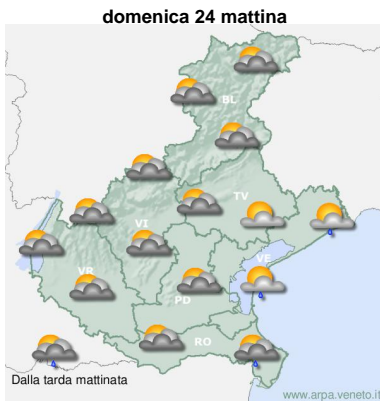 domenica 24 mattina
BL
TV
VI
VE
VR
PD
RO
Dalla tarda mattinata
www.arpa.veneto.it